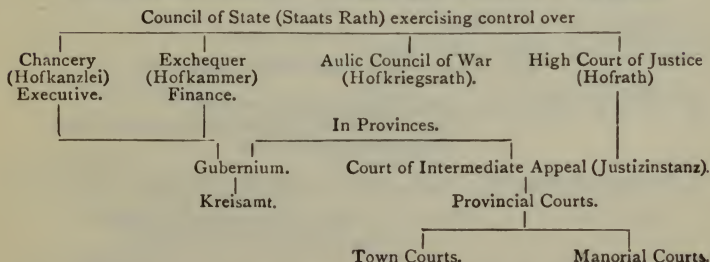 Council of State (Staats Rath) exercising control over
Chancery Exchequer Aulic Council of War High Court of Justice
(Hofkanzlei) (Hofkammer) (Hofkriegsrath). (Hofrath)
Executive. Finance.
In Provinces.
Gubernium. Court of Intermediate Appeal (Justizinstanz).
Kreisamt. Provincial Courts.
Town Courts. Manorial Courts.